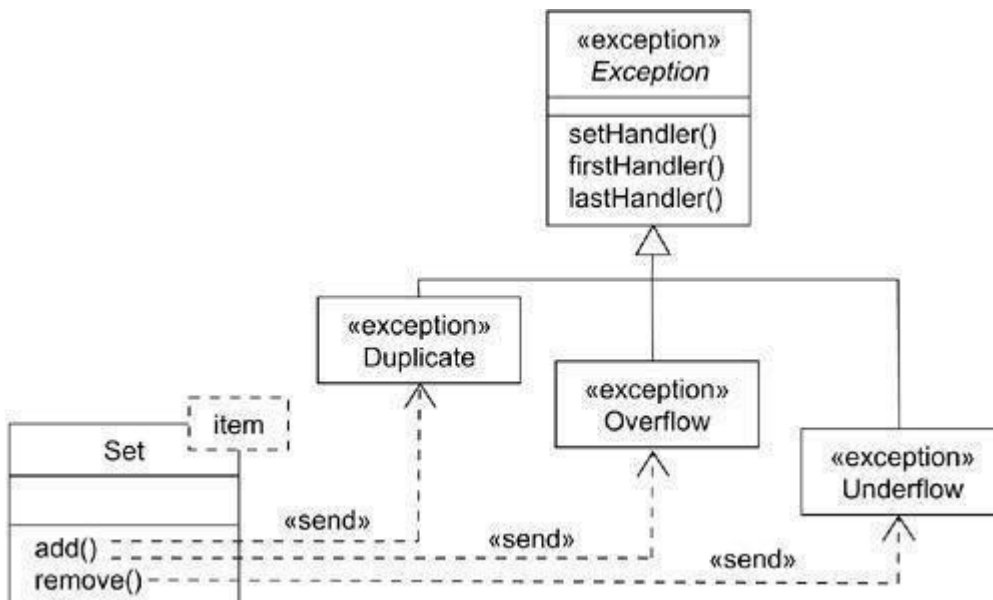 «exception»
Exception
setHandler()
firstHandler()
lastHandler()
«exception»
Duplicate
«exception»
Overflow
«exception»
Underflow
item
Set
«send»
«send»
«send»
add()
remove()